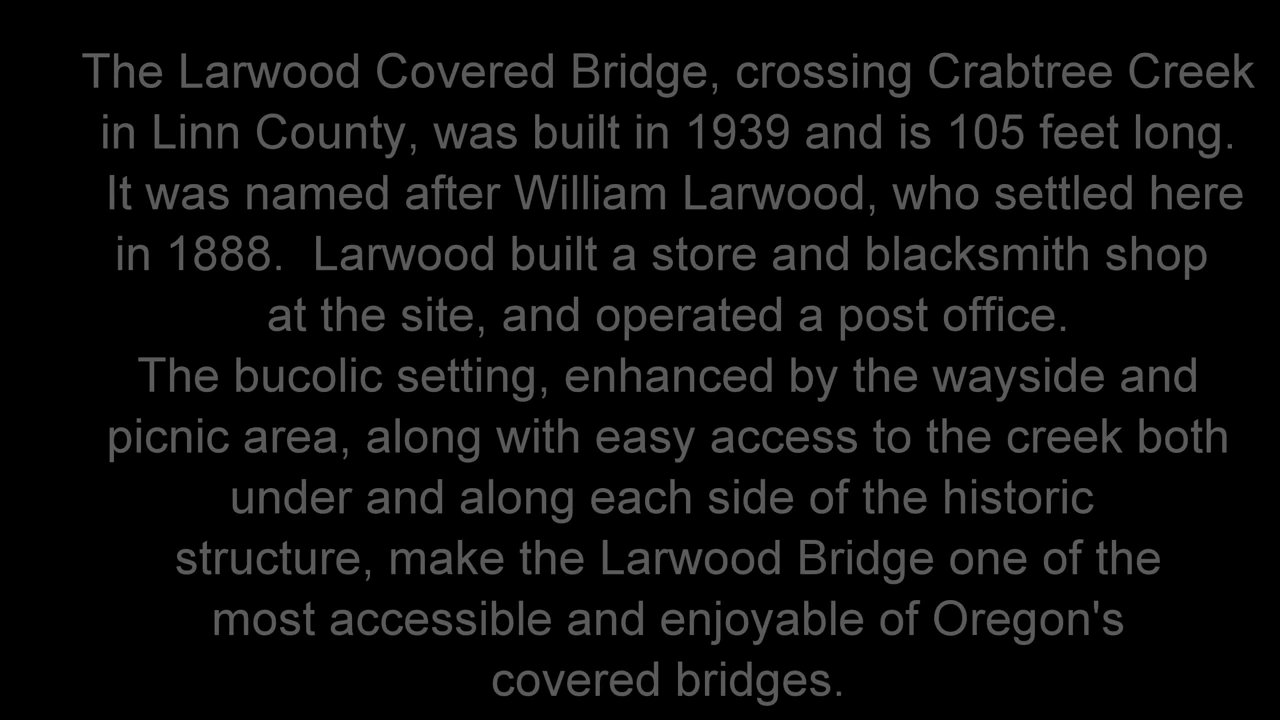 The Larwood Covered Bridge, crossing Crabtree Creek
in Linn County, was built in 1939 and is 105 feet long.
It was named after William Larwood, who settled here
in 1888.  Larwood built a store and blacksmith shop
at the site, and operated a post office.
The bucolic setting, enhanced by the wayside and
picnic area, along with easy access to the creek both
under and along each side of the historic
structure, make the Larwood Bridge one of the
most accessible and enjoyable of Oregon's
covered bridges.